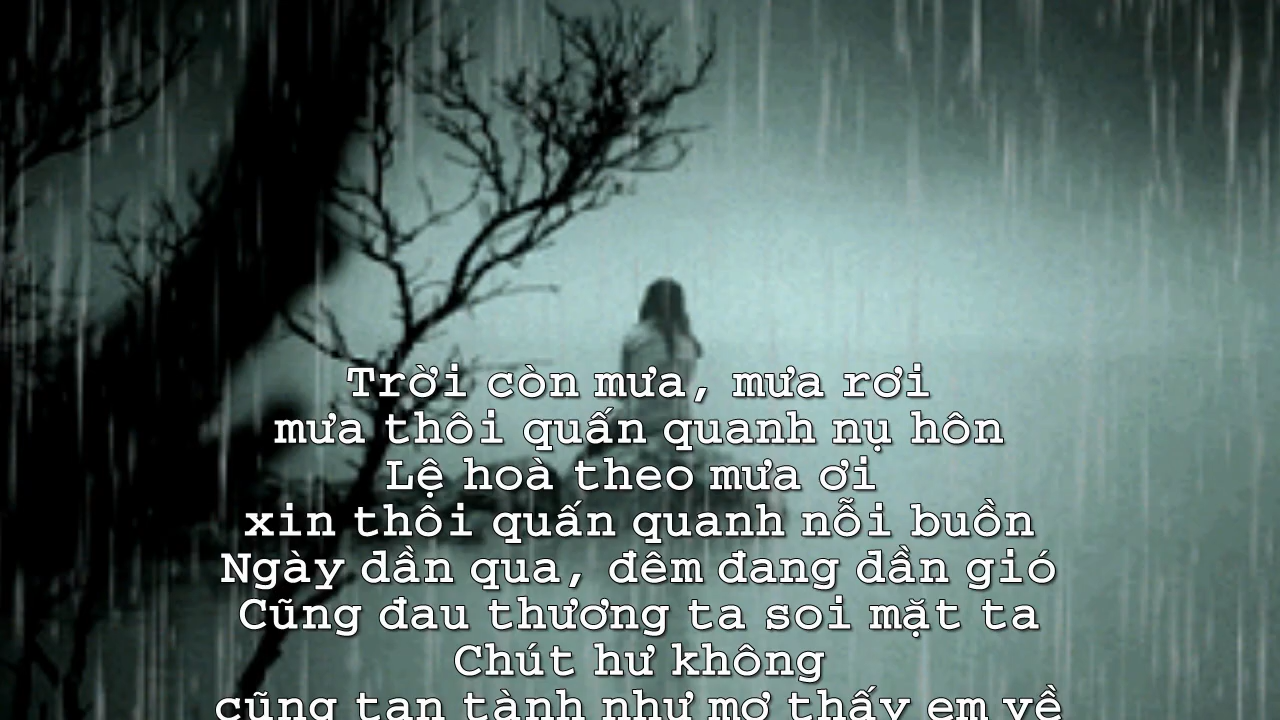 Trời còn mưa, mưa rơi
mưa thôi quấn quanh nụ hôn
Lệ hoà theo mưa ơi
xin thôi quấn quanh nỗi buồn
Ngày dần qua, đêm đang dần gió
Cũng đau thương ta soi mặt ta
Chút hư không
cũng tan tành như mơ thấy em về